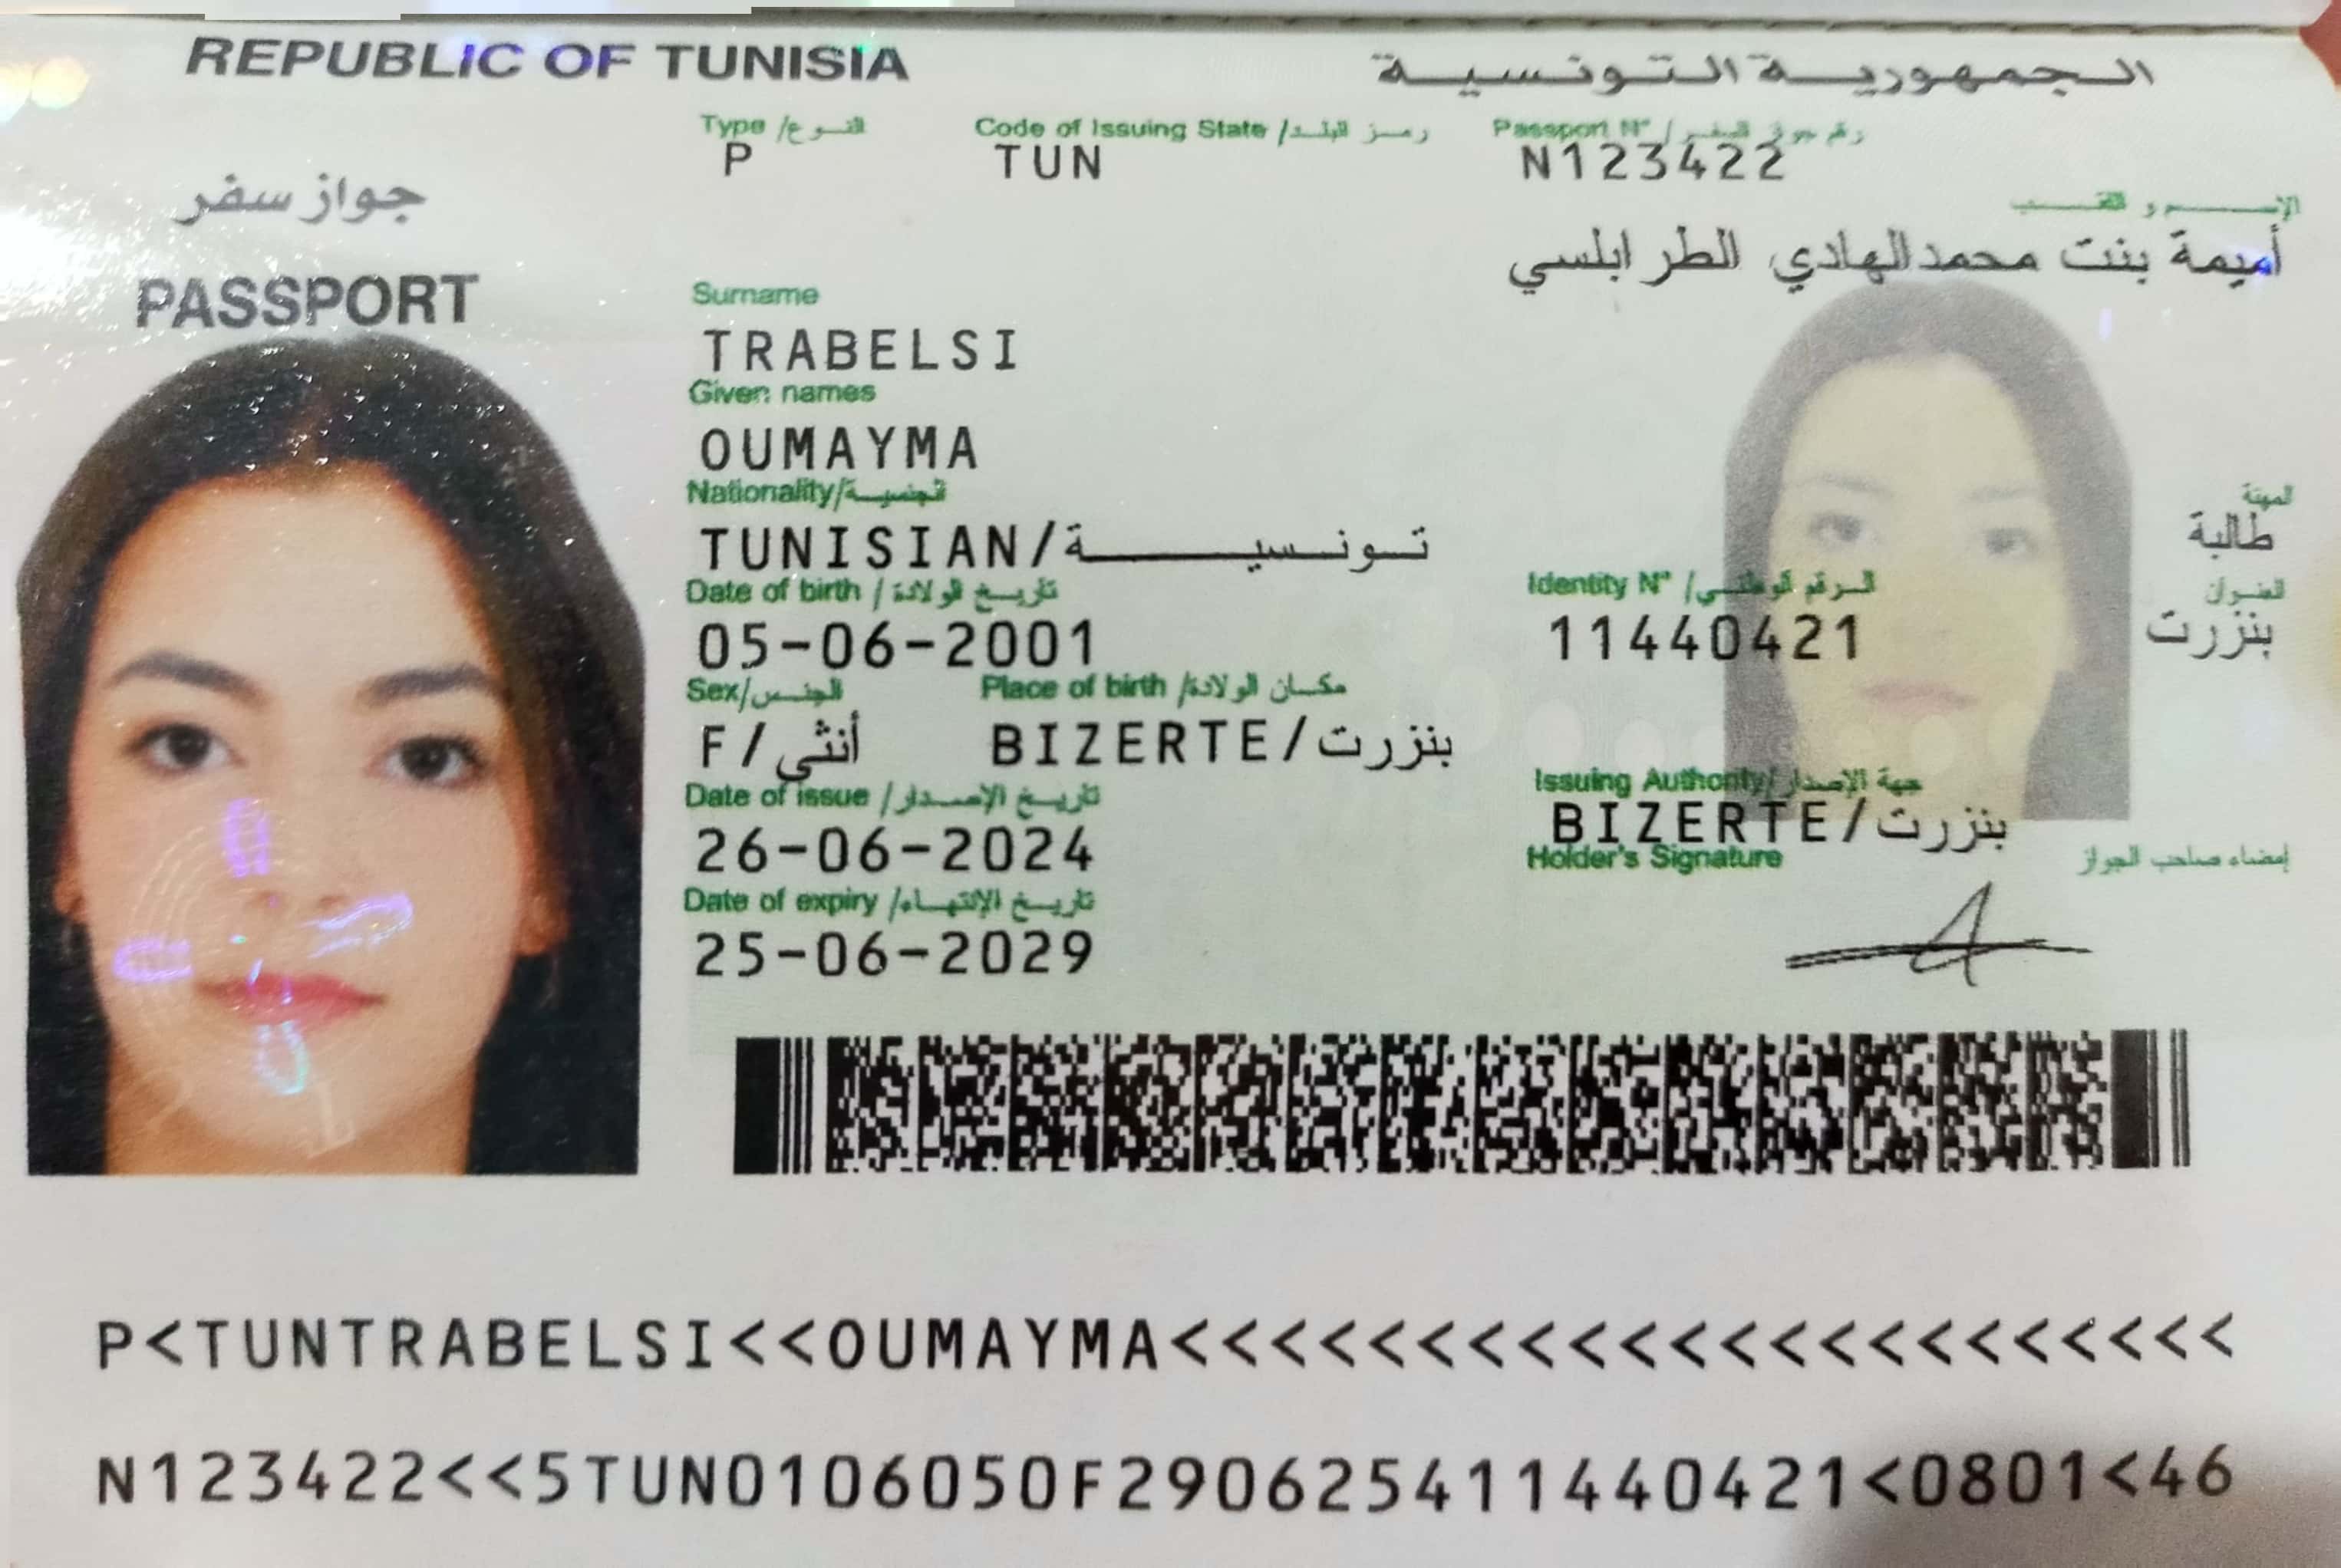 REPUBLIC OF TUNISIA الجمهورية التونسية
Type /النوع Code of Issuing State /رمز البلد Passport N° /رقم جواز السفر
P TUN N123422
جواز سفر
الإسم و اللقب
أميمة بنت محمدالهادي الطرابلسي
PASSPORT
Surname
TRABELSI
Given names
OUMAYMA
Nationality/الجنسية المهنة
TUNISIAN/تونسية طالبة
Date of birth /تاريخ الولادة Identity N° /الرقم الوطني العنوان
05-06-2001 11440421 بنزرت
Sex/الجنس Place of birth /مكان الولادة
F/أنثى BIZERTE/بنزرت
Date of issue /تاريخ الإصدار Issuing Authority/جهة الإصدار
26-06-2024 BIZERTE/بنزرت
Holder's Signature إمضاء صاحب الجواز
Date of expiry /تاريخ الإنتهاء
25-06-2029
P<TUNTRABELSI<<OUMAYMA<<<<<<<<<<<<<<<<<<<<<<
N123422<<5TUN0106050F290625411440421<0801<46